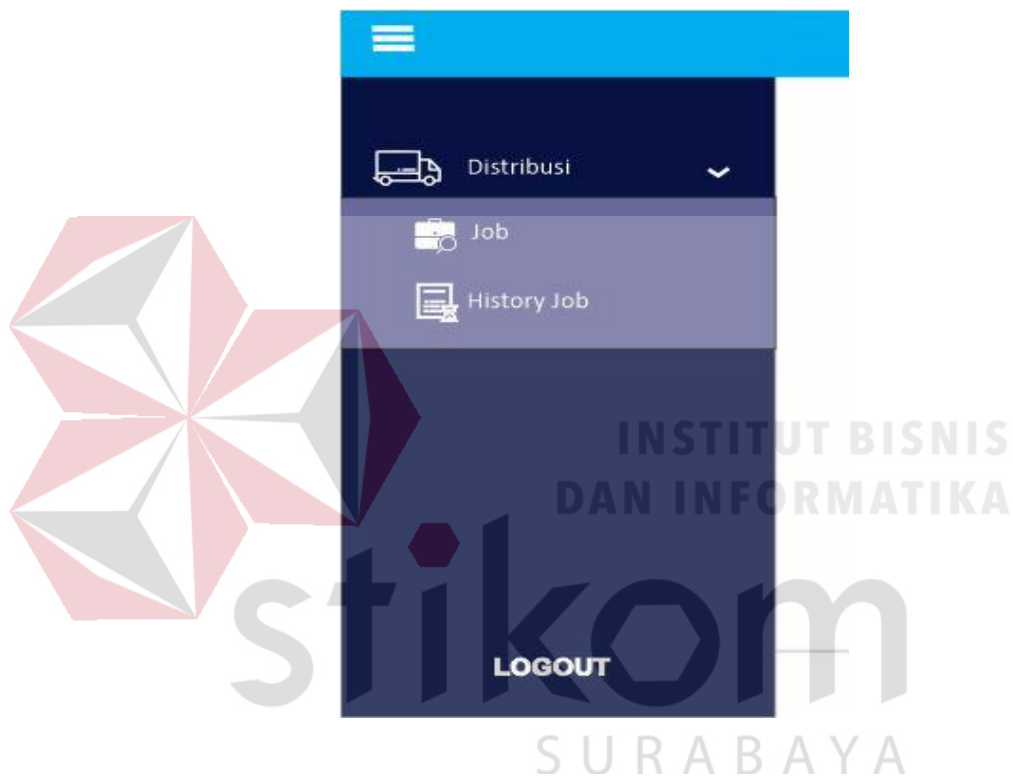 Distribusi
Job
History Job
INSTITUT BISNIS
DAN INFORMATIKA
stikom
LOGOUT
SURABAYA